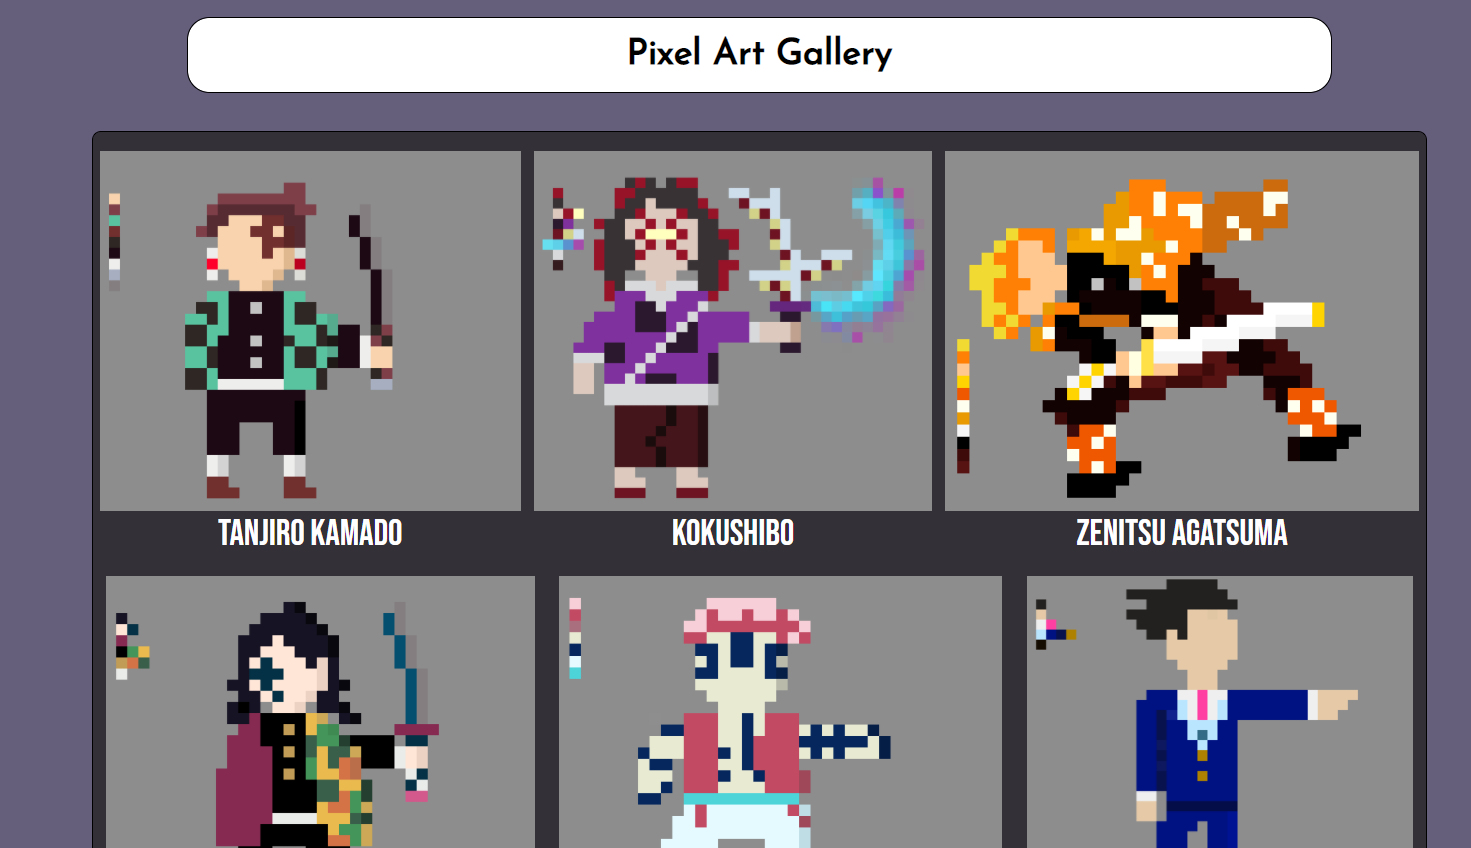 Pixel Art Gallery
TANJIRO KAMADO
KOKUSHIBO
ZENITSU AGATSUMA